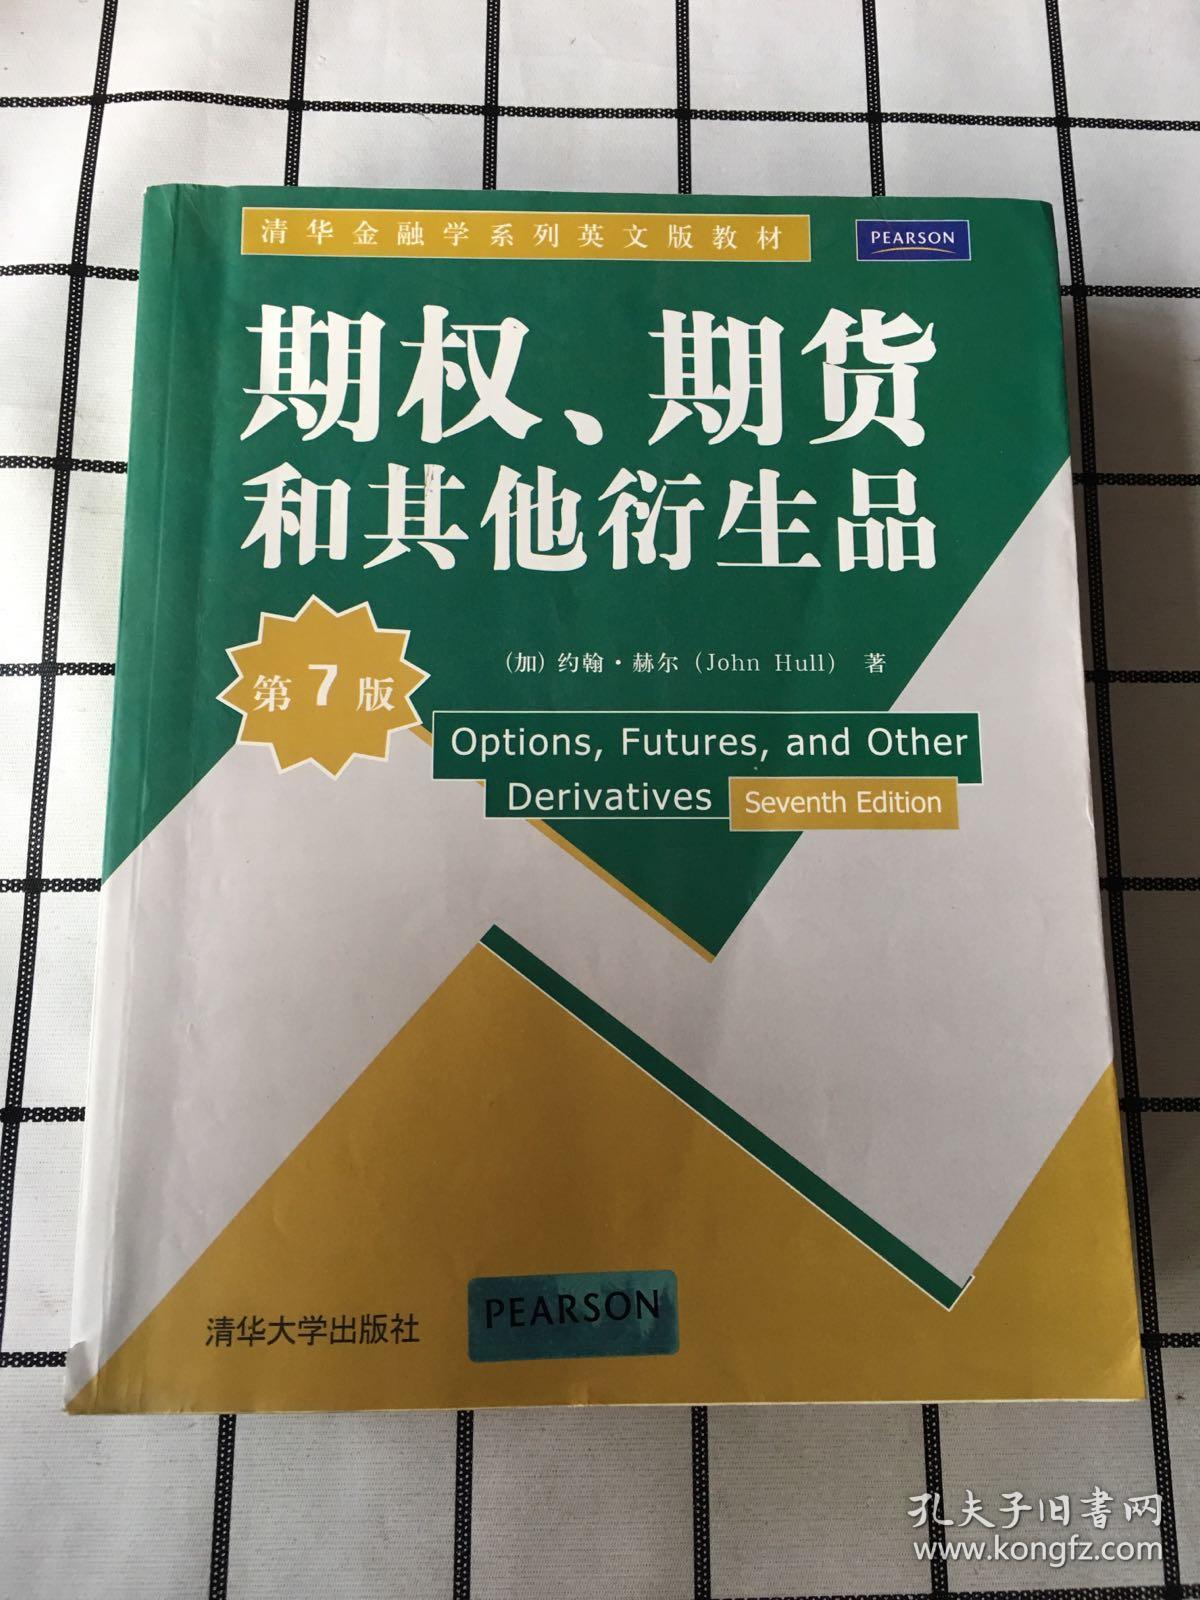 清华金融学系列英文版教材
PEARSON
期权、期货
和其他衍生品
第7版
(加) 约翰·赫尔 (John Hull) 著
Options, Futures, and Other
Derivatives Seventh Edition
清华大学出版社
PEARSON
孔夫子旧书网
www.kongfz.com